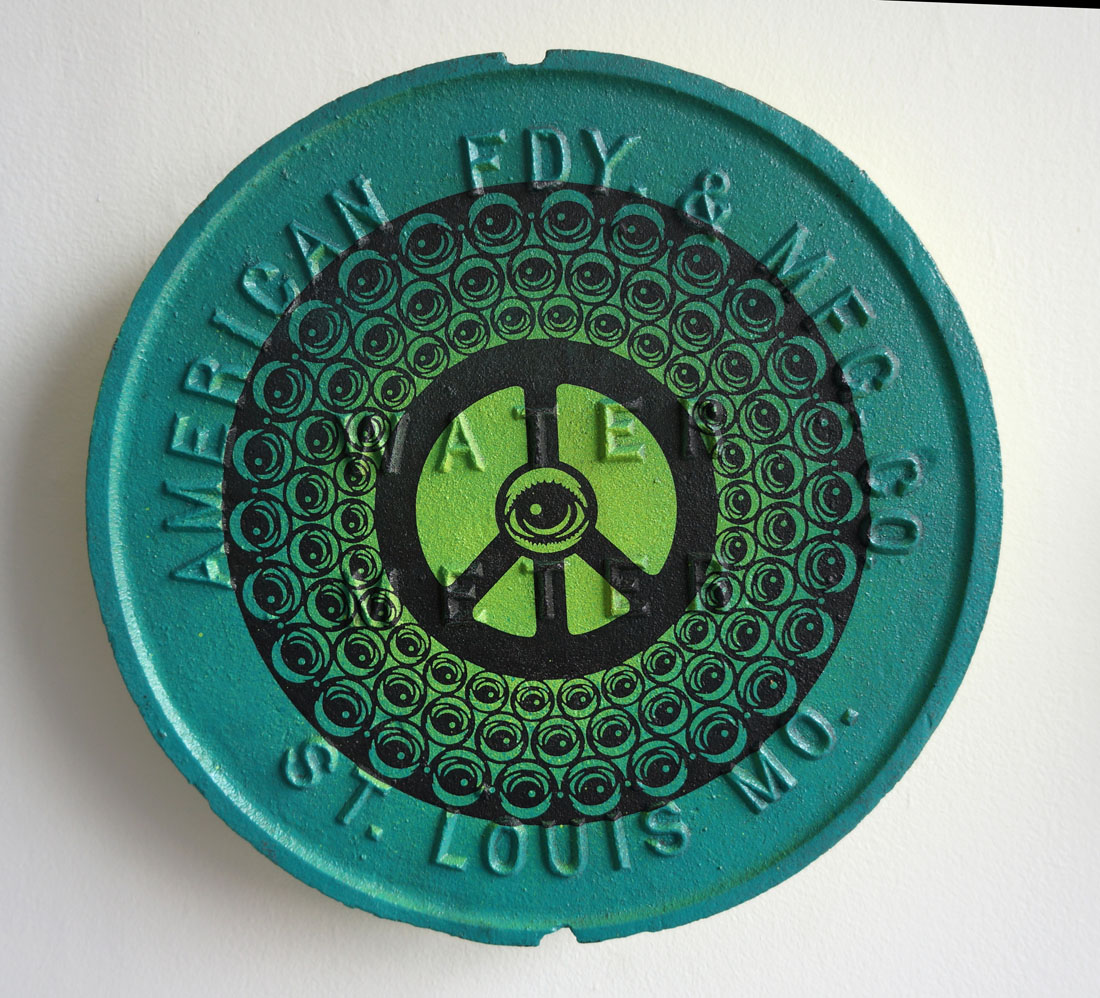 AMERICAN FDY. & MFG. CO.
WATER
METER
ST. LOUIS MO.